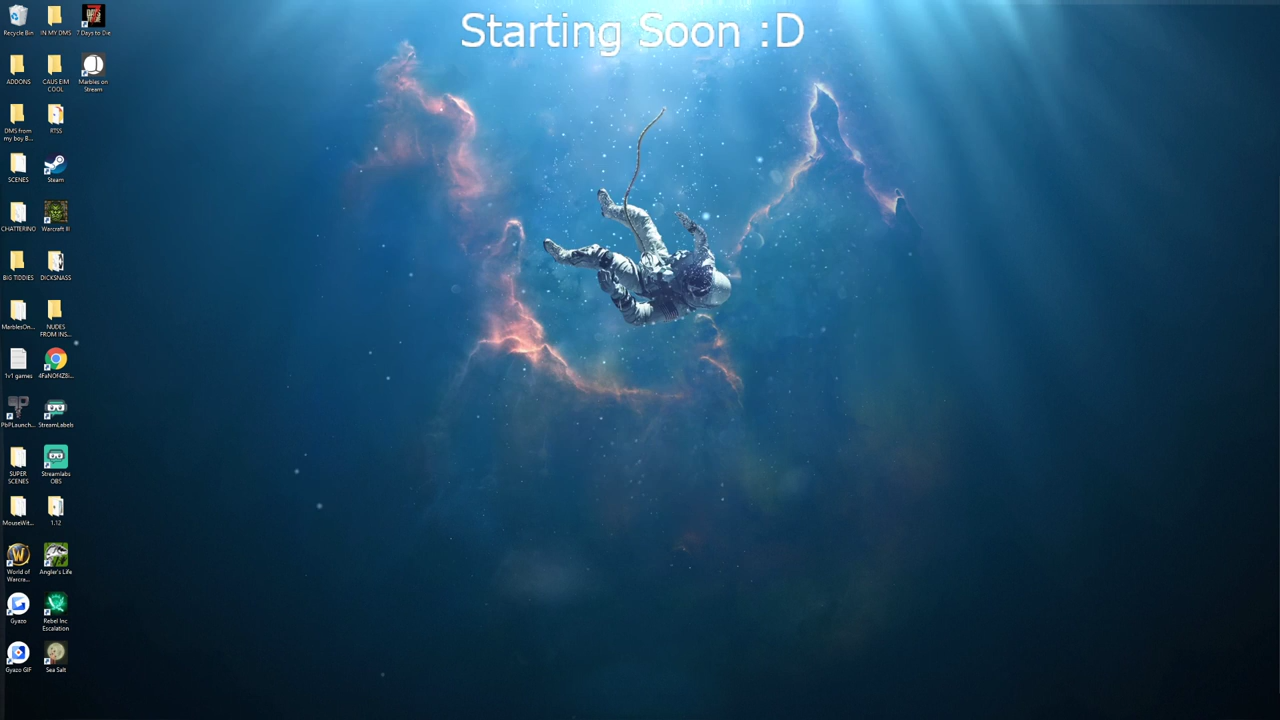 Starting Soon :D
Recycle Bin
IN MY DMS
7 Days to Die
ADDONS
CAUS EIM
COOL
Marbles on
Stream
DMS from
my boy B...
RTSS
SCENES
Steam
CHATTERINO
Warcraft III
BIG TIDDIES
DICKSNASS
MarblesOn...
NUDES
FROM INS...
1v1 games
4FaNOf4Z8i...
PbPLaunch...
StreamLabels
SUPER
SCENES
Streamlabs
OBS
MouseWit...
1.12
World of
Warcra...
Angler's Life
Gyazo
Rebel Inc
Escalation
Gyazo GIF
Sea Salt